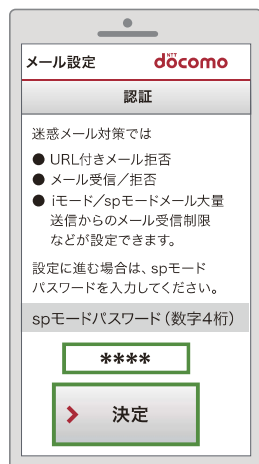 メール設定 NTT docomo
認証
迷惑メール対策では
● URL付きメール拒否
● メール受信／拒否
● iモード／spモードメール大量
送信からのメール受信制限
などが設定できます。
設定に進む場合は、spモード
パスワードを入力してください。
spモードパスワード（数字4桁）
****
決定